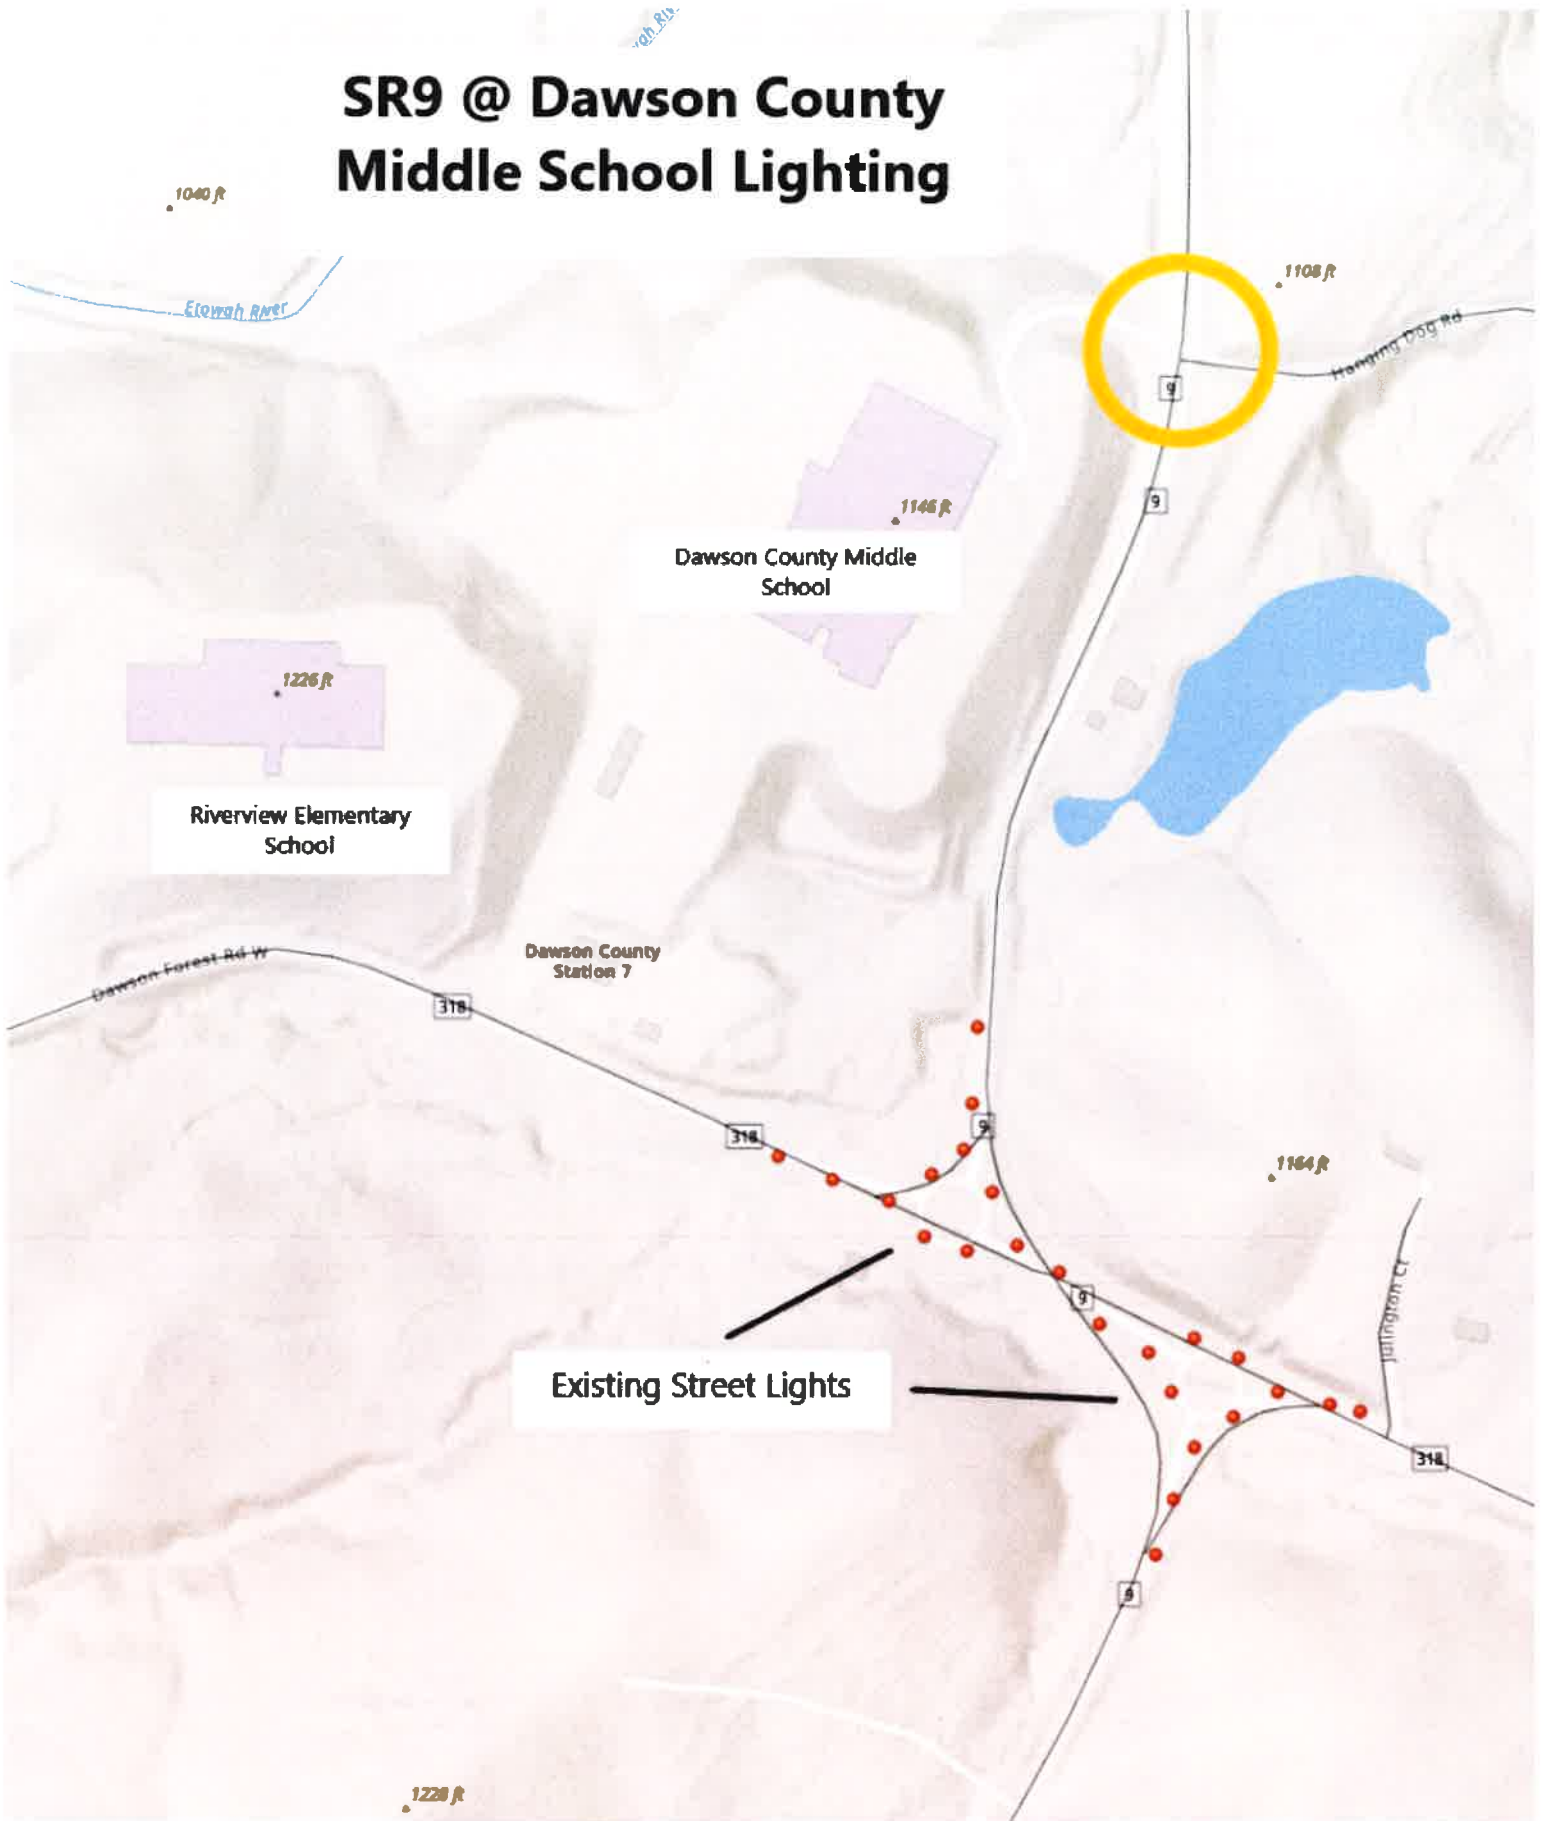 SR9 @ Dawson County
Middle School Lighting
1040 ft
Etowah River
1108 ft
Hanging Dog Rd
9
9
1146 ft
Dawson County Middle
School
1226 ft
Riverview Elementary
School
Dawson Forest Rd W
Dawson County
Station 7
318
318
9
1164 ft
9
Julington Cr
Existing Street Lights
318
9
1228 ft